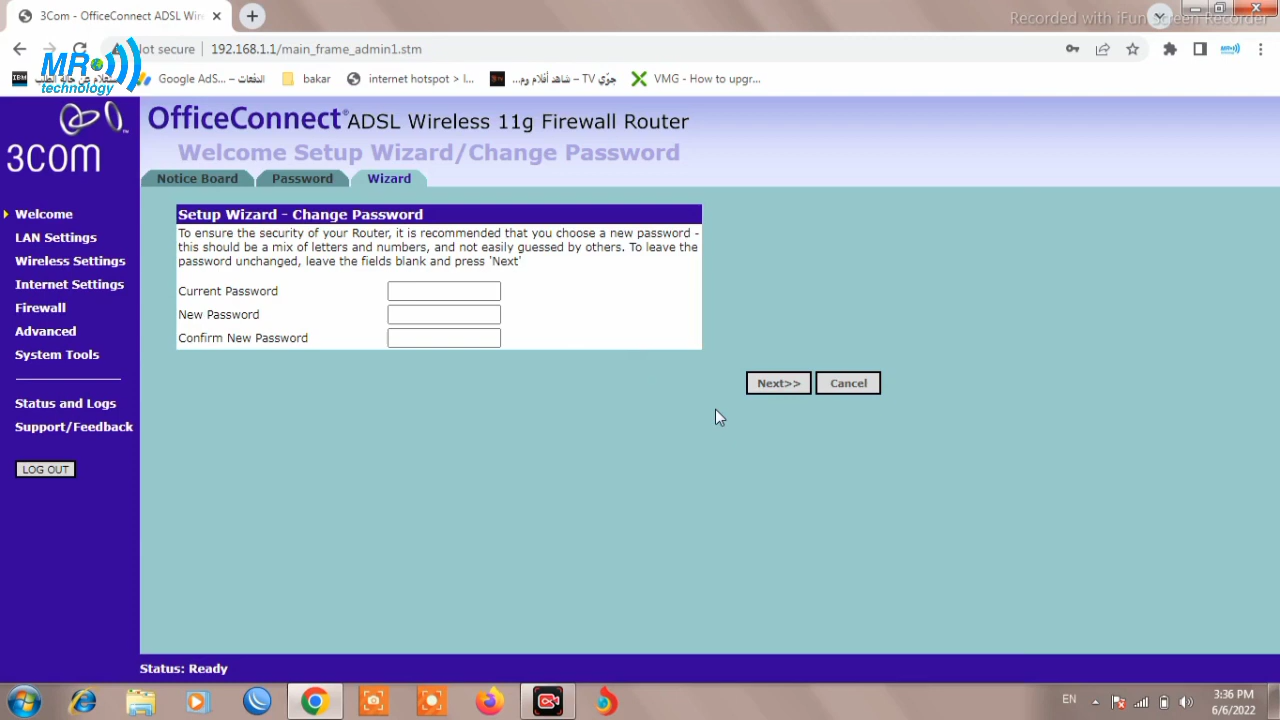 3Com - OfficeConnect ADSL Wire
Recorded with iFun Screen Recorder
Not secure
192.168.1.1/main_frame_admin1.stm
MR
technology
IBM
Google AdS... – الدفعات
bakar
internet hotspot > I...
جوّي TV – شاهد أفلام وم...
VMG - How to upgr...
3COM
OfficeConnect® ADSL Wireless 11g Firewall Router
Welcome Setup Wizard/Change Password
Notice Board
Password
Wizard
Welcome
LAN Settings
Wireless Settings
Internet Settings
Firewall
Advanced
System Tools
Status and Logs
Support/Feedback
LOG OUT
Setup Wizard - Change Password
To ensure the security of your Router, it is recommended that you choose a new password -
this should be a mix of letters and numbers, and not easily guessed by others. To leave the
password unchanged, leave the fields blank and press 'Next'
Current Password
New Password
Confirm New Password
Next>>
Cancel
Status: Ready
EN
3:36 PM
6/6/2022